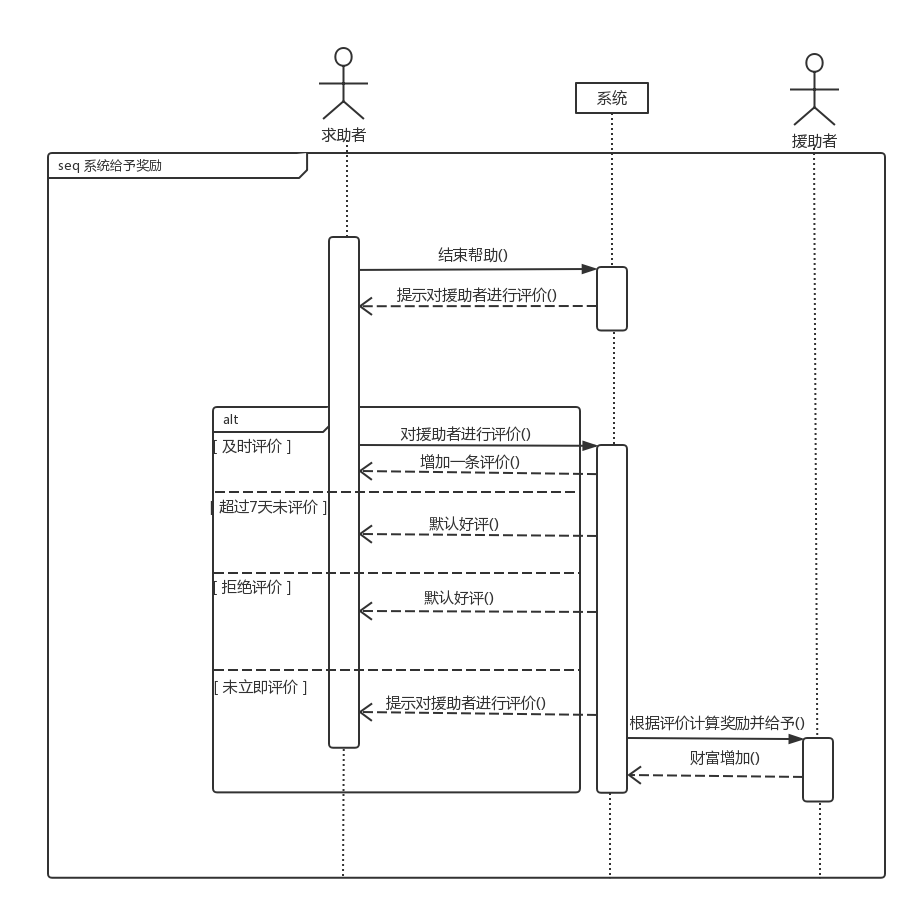 求助者
系统
援助者
seq 系统给予奖励
结束帮助()
提示对援助者进行评价()
alt
对援助者进行评价()
[ 及时评价 ]
增加一条评价()
[ 超过7天未评价 ]
默认好评()
[ 拒绝评价 ]
默认好评()
[ 未立即评价 ]
提示对援助者进行评价()
根据评价计算奖励并给予()
财富增加()